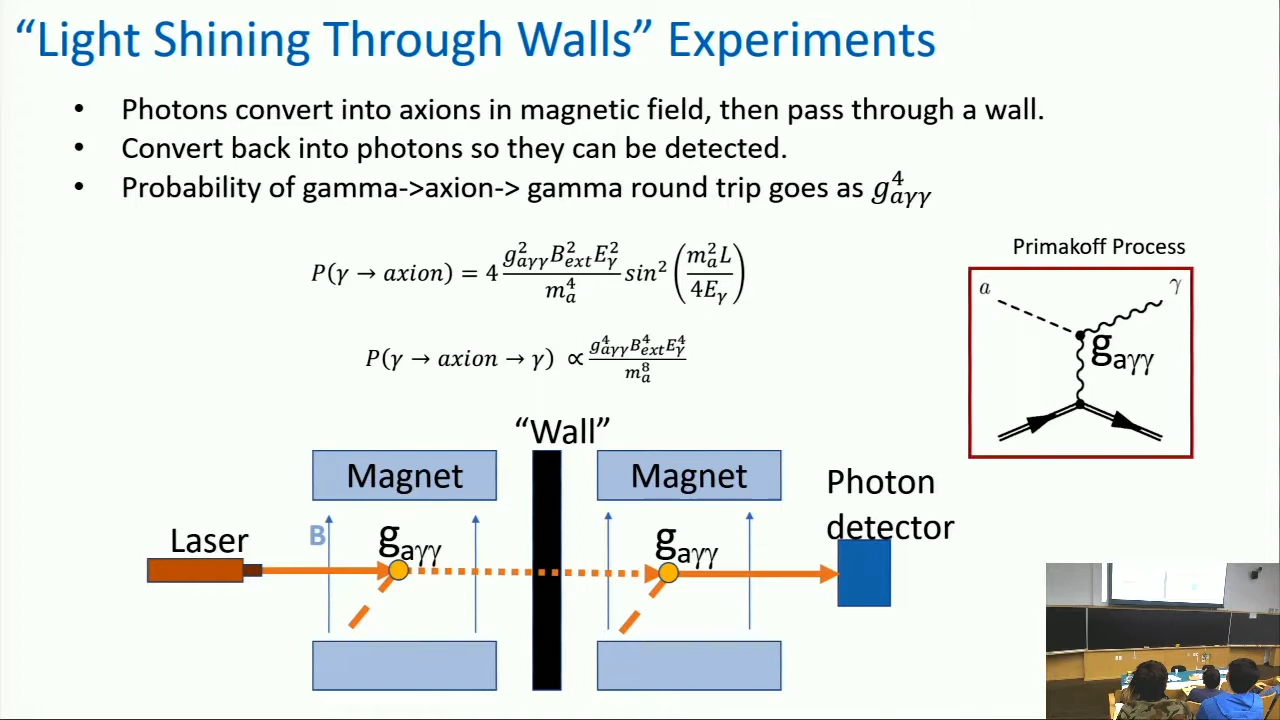 “Light Shining Through Walls” Experiments
• Photons convert into axions in magnetic field, then pass through a wall.
• Convert back into photons so they can be detected.
• Probability of gamma->axion-> gamma round trip goes as g⁴ₐᵧᵧ
P(γ → axion) = 4 g²ₐᵧᵧB²ₑₓₜE²ᵧ / m⁴ₐ sin² (m²ₐL / 4Eᵧ)
P(γ → axion → γ) ∝ g⁴ₐᵧᵧB⁴ₑₓₜE⁴ᵧ / m⁸ₐ
Primakoff Process
a γ
gₐᵧᵧ
“Wall”
Magnet Magnet
Photon
detector
Laser
B
gₐᵧᵧ gₐᵧᵧ